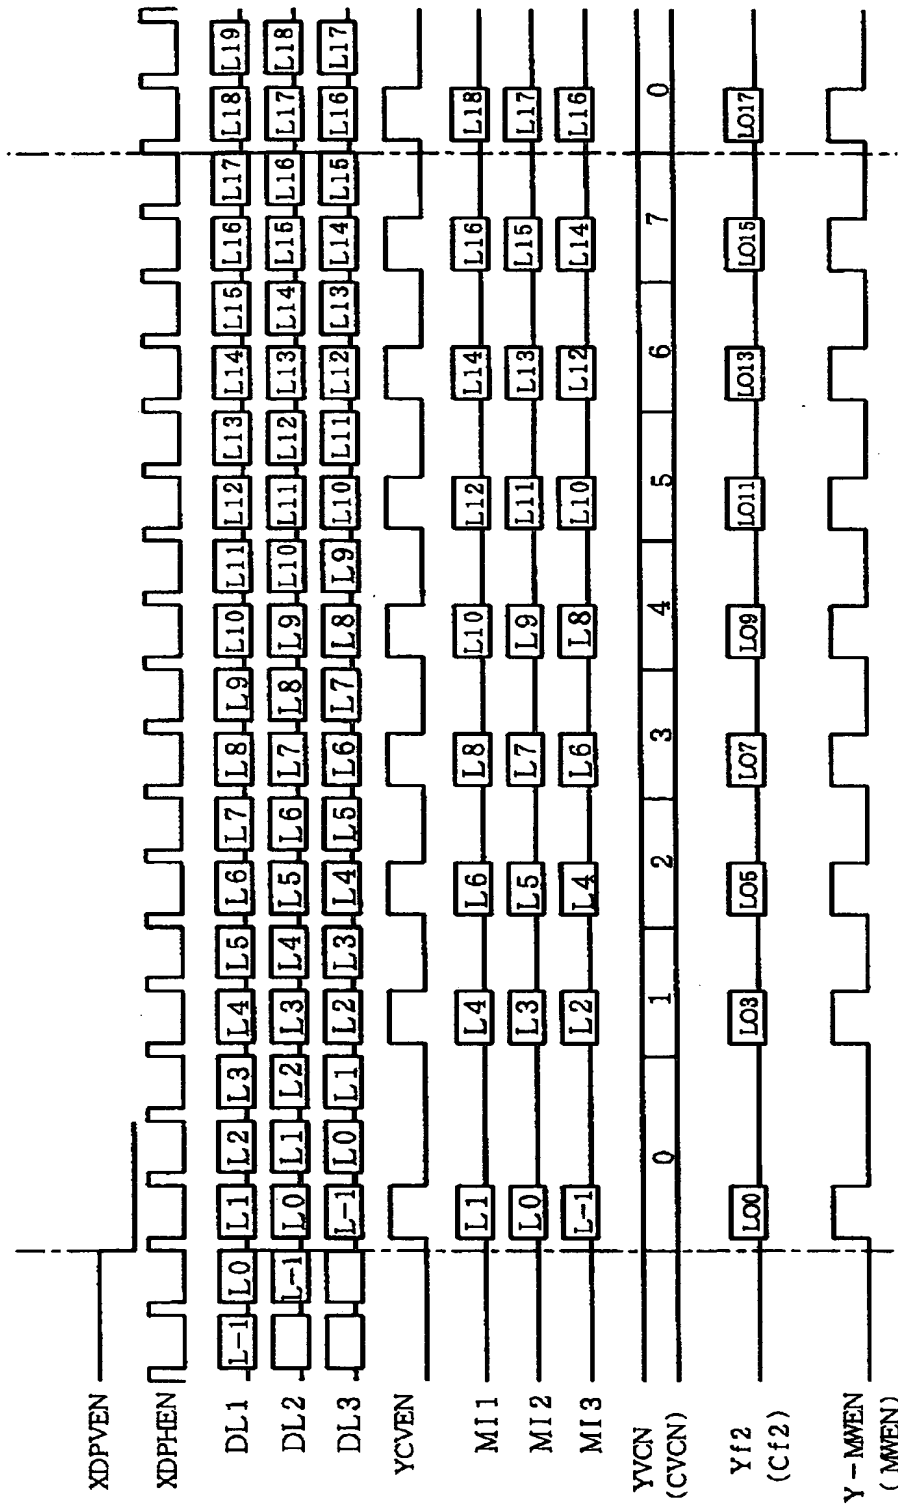 XDPVEN
XDPHEN
DL1 L-1 L0 L1 L2 L3 L4 L5 L6 L7 L8 L9 L10 L11 L12 L13 L14 L15 L16 L17 L18 L19
DL2 L-1 L0 L1 L2 L3 L4 L5 L6 L7 L8 L9 L10 L11 L12 L13 L14 L15 L16 L17 L18
DL3 L-1 L0 L1 L2 L3 L4 L5 L6 L7 L8 L9 L10 L11 L12 L13 L14 L15 L16 L17
YCVEN
MI1 L1 L4 L6 L8 L10 L12 L14 L16 L18
MI2 L0 L3 L5 L7 L9 L11 L13 L15 L17
MI3 L-1 L2 L4 L6 L8 L10 L12 L14 L16
YVCN 0 1 2 3 4 5 6 7 0
(CVCN)
Yf2 LO0 LO3 LO5 LO7 LO9 LO11 LO13 LO15 LO17
(Cf2)
Y-MWEN
(MWEN)